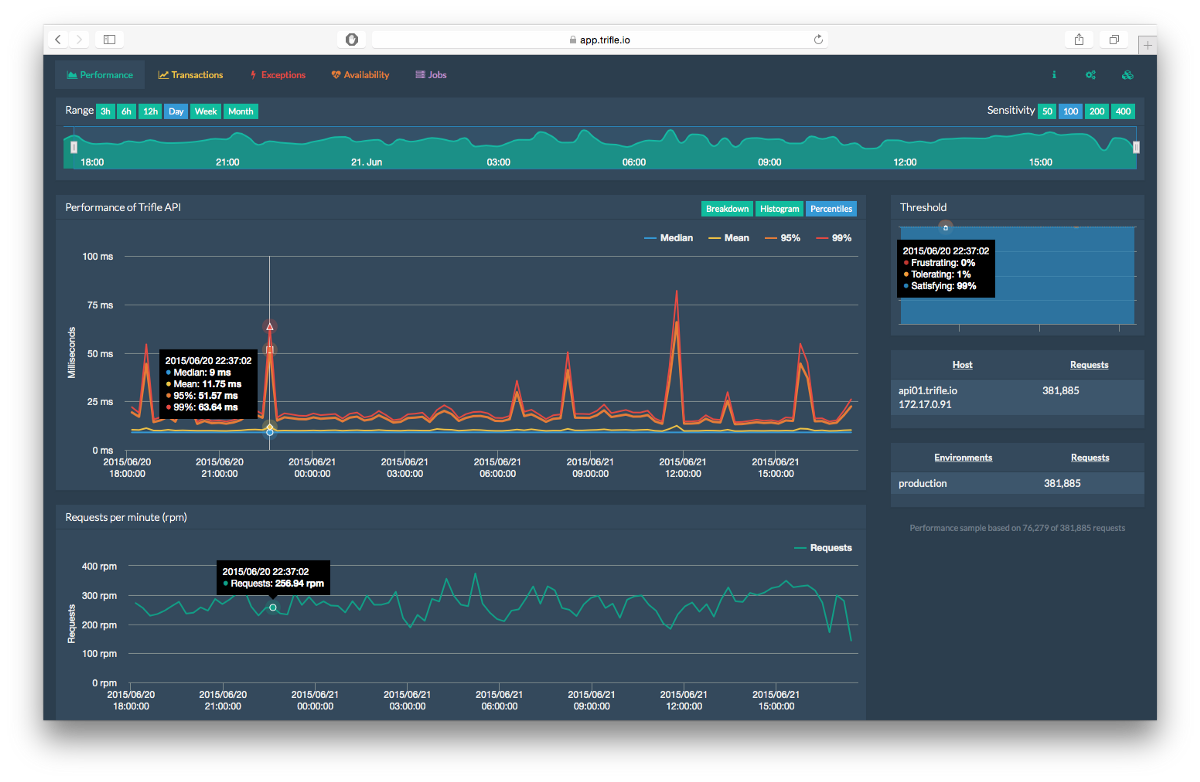 app.trifle.io
Performance Transactions Exceptions Availability Jobs
Range 3h 6h 12h Day Week Month Sensitivity 50 100 200 400
18:00 21:00 21. Jun 03:00 06:00 09:00 12:00 15:00
Performance of Trifle API Breakdown Histogram Percentiles
Median Mean 95% 99%
100 ms
75 ms
50 ms
25 ms
0 ms
Milliseconds
2015/06/20 22:37:02
Median: 9 ms
Mean: 11.75 ms
95%: 51.57 ms
99%: 63.64 ms
2015/06/20 2015/06/20 2015/06/21 2015/06/21 2015/06/21 2015/06/21 2015/06/21 2015/06/21
18:00:00 21:00:00 00:00:00 03:00:00 06:00:00 09:00:00 12:00:00 15:00:00
Threshold
2015/06/20 22:37:02
Frustrating: 0%
Tolerating: 1%
Satisfying: 99%
Host Requests
api01.trifle.io 381,885
172.17.0.91
Environments Requests
production 381,885
Performance sample based on 76,279 of 381,885 requests
Requests per minute (rpm)
Requests
400 rpm
300 rpm
200 rpm
100 rpm
0 rpm
Requests
2015/06/20 22:37:02
Requests: 256.94 rpm
2015/06/20 2015/06/20 2015/06/21 2015/06/21 2015/06/21 2015/06/21 2015/06/21 2015/06/21
18:00:00 21:00:00 00:00:00 03:00:00 06:00:00 09:00:00 12:00:00 15:00:00